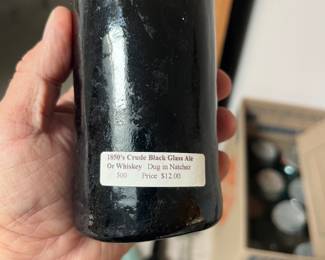 1850's Crude Black Glass Ale
Or Whiskey Dug in Natchez
500 Price $12.00